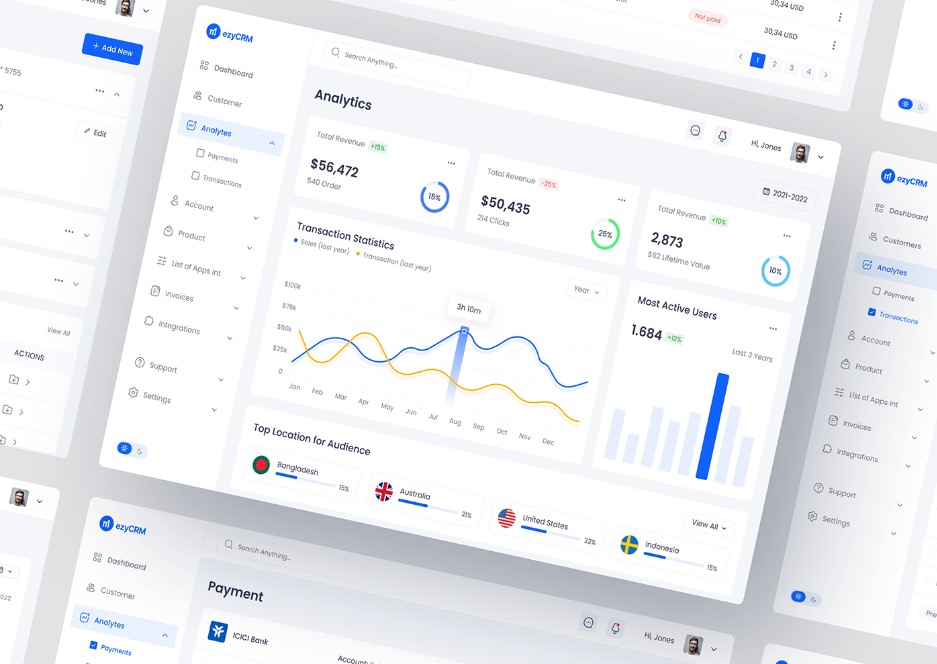 Jones
30,34 USD
Not paid
30,34 USD
1 2 3 4
+ Add New
* 5755
Edit
View All
ACTIONS
ezyCRM
Search Anything...
Dashboard
Customer
Analytes
Payments
Transactions
Account
Product
List of Apps Int
Invoices
Integrations
Support
Settings
Analytics
Hi, Jones
2021-2022
Total Revenue +15%
$56,472
540 Order
15%
Total Revenue -25%
$50,435
214 Clicks
25%
Total Revenue +10%
2,873
$82 Lifetime Value
10%
Transaction Statistics
Sales (last year) Transaction (last year)
Year
3h 10m
$100k
$75k
$50k
$25k
0
Jan Feb Mar Apr May Jun Jul Aug Sep Oct Nov Dec
Most Active Users
1.684 +12%
Last 3 Years
Top Location for Audience
View All
Bangladesh
15%
Australia
21%
United States
22%
Indonesia
15%
ezyCRM
Dashboard
Customers
Analytes
Payments
Transactions
Account
Product
List of Apps Int
Invoices
Integrations
Support
Settings
Pre
2022
ezyCRM
Search Anything...
Dashboard
Customer
Analytes
Payments
Payment
Hi, Jones
ICICI Bank
ezyCRM